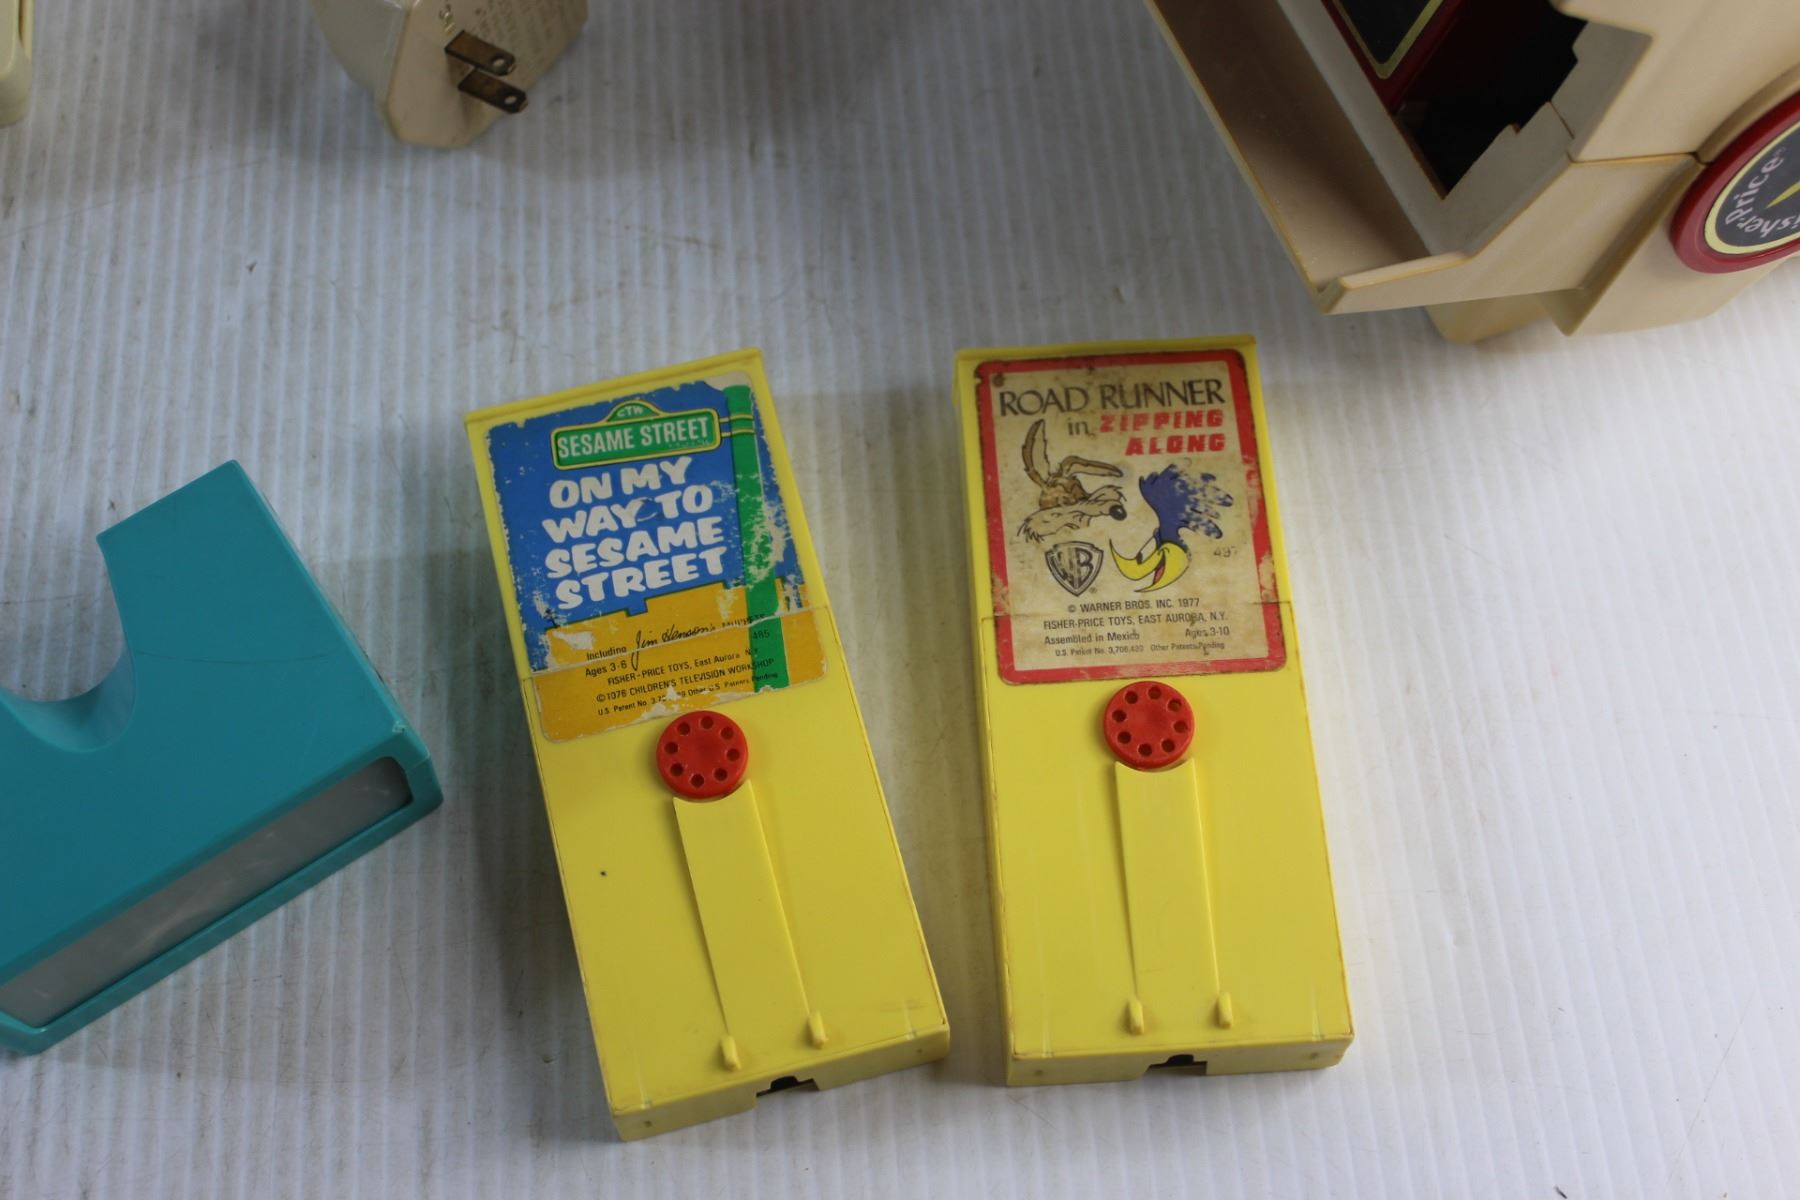 CTW
SESAME STREET
ON MY
WAY TO
SESAME
STREET
Including Jim Henson's MUPPETS
485
Ages 3-6
FISHER-PRICE TOYS, East Aurora N.Y.
©1976 CHILDREN'S TELEVISION WORKSHOP
U.S. Patent No. Other U.S. Patents Pending
ROAD RUNNER
in ZIPPING
ALONG
WB
497
© WARNER BROS. INC. 1977
FISHER-PRICE TOYS, EAST AURORA, N.Y.
Assembled in Mexico Ages 3-10
U.S. Patent No. 3,706,439 Other Patents Pending
Fisher-Price